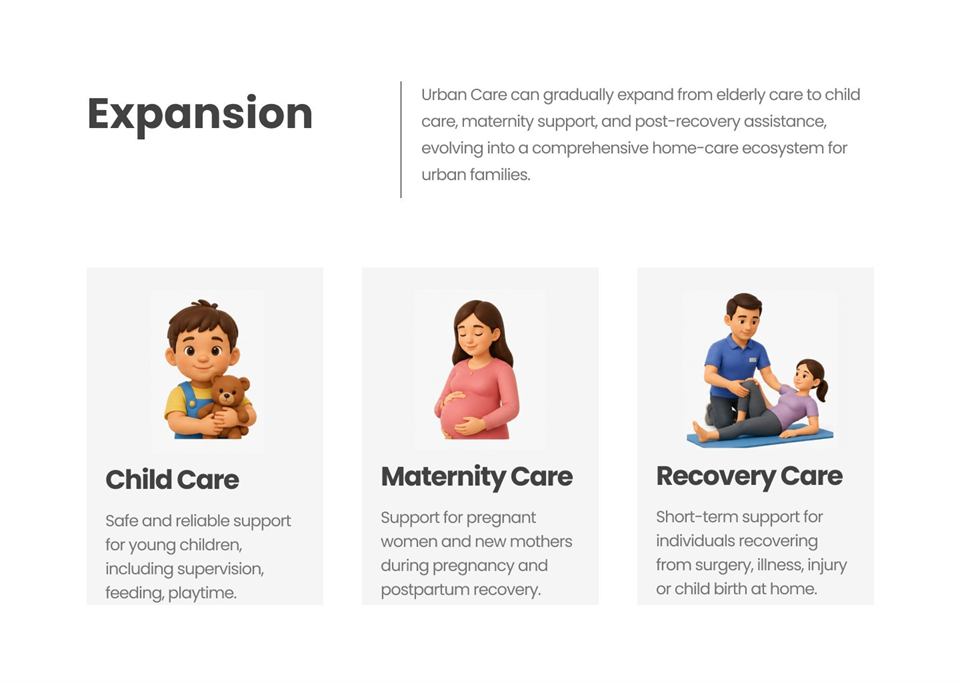 Expansion
Urban Care can gradually expand from elderly care to child
care, maternity support, and post-recovery assistance,
evolving into a comprehensive home-care ecosystem for
urban families.
Child Care
Safe and reliable support
for young children,
including supervision,
feeding, playtime.
Maternity Care
Support for pregnant
women and new mothers
during pregnancy and
postpartum recovery.
Recovery Care
Short-term support for
individuals recovering
from surgery, illness, injury
or child birth at home.